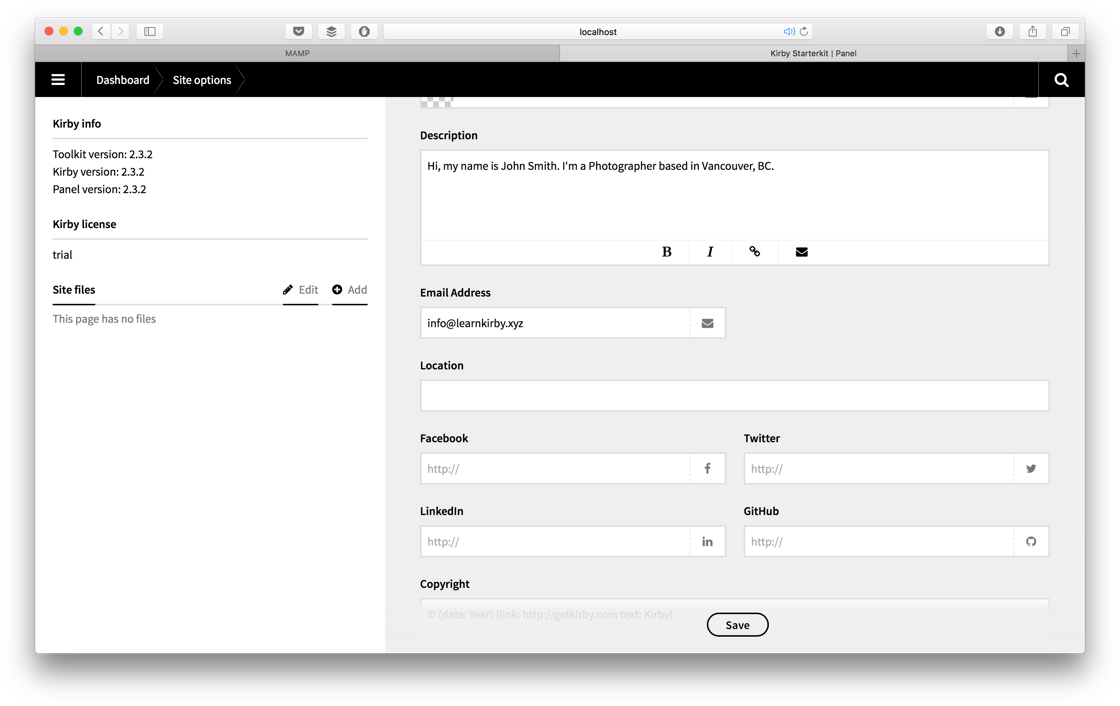 localhost
MAMP
Kirby Starterkit | Panel
Dashboard
Site options
Kirby info
Toolkit version: 2.3.2
Kirby version: 2.3.2
Panel version: 2.3.2
Kirby license
trial
Site files
Edit
Add
This page has no files
Description
Hi, my name is John Smith. I'm a Photographer based in Vancouver, BC.
B
I
Email Address
info@learnkirby.xyz
Location
Facebook
Twitter
http://
http://
LinkedIn
GitHub
http://
http://
Copyright
© (date: Year) (link: http://getkirby.com text: Kirby)
Save